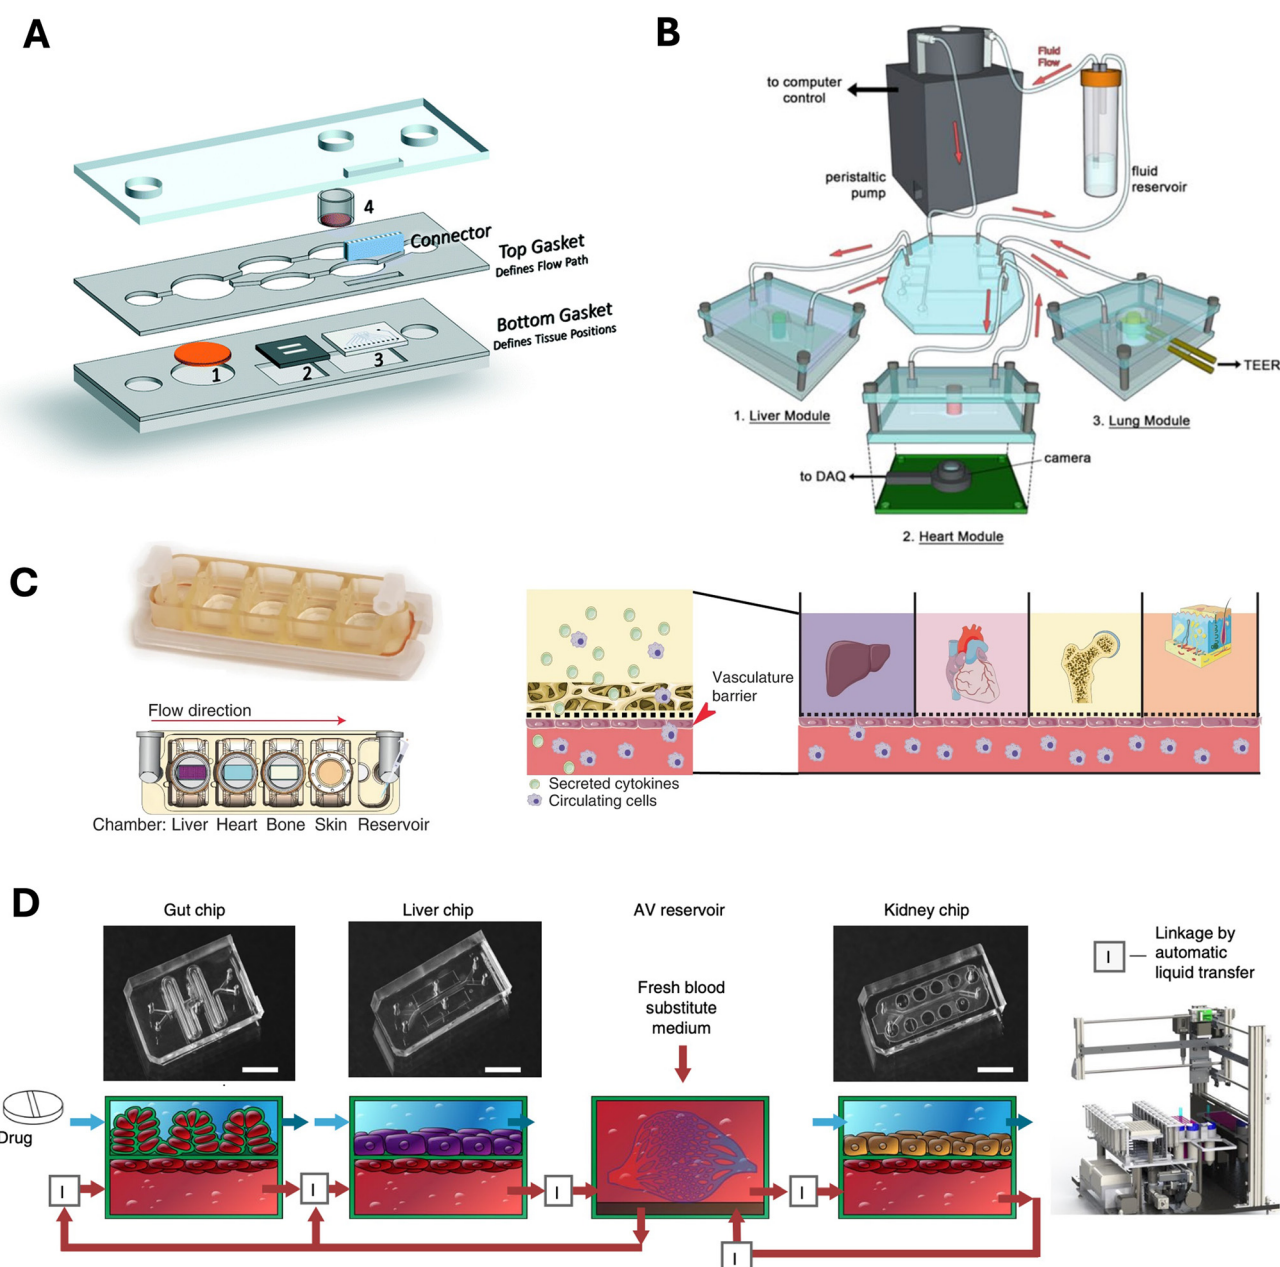 A
4
Connector
Top Gasket
Defines Flow Path
Bottom Gasket
Defines Tissue Positions
1
2
3
B
to computer
control
Fluid
Flow
peristaltic
pump
fluid
reservoir
TEER
1. Liver Module
3. Lung Module
camera
to DAQ
2. Heart Module
C
Flow direction
Chamber: Liver Heart Bone Skin Reservoir
Vasculature
barrier
Secreted cytokines
Circulating cells
D
Gut chip
Liver chip
AV reservoir
Kidney chip
Fresh blood
substitute
medium
I
Linkage by
automatic
liquid transfer
Drug
I
I
I
I
I